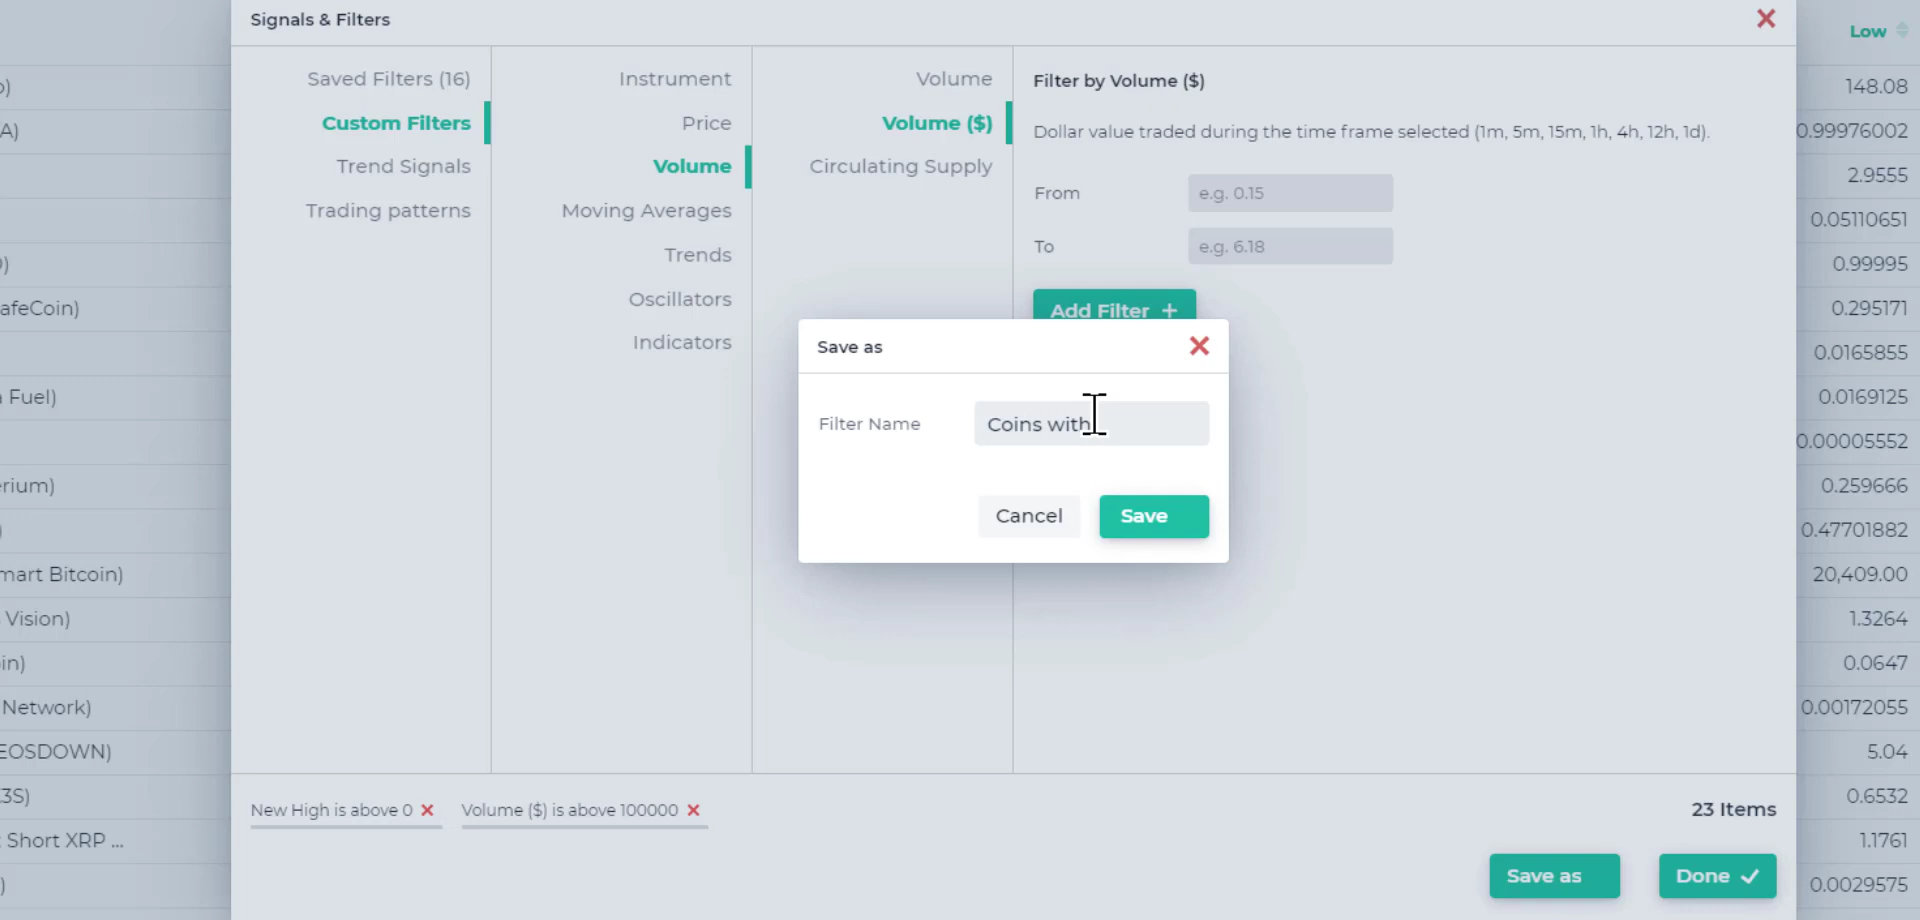 Signals & Filters
Low
Saved Filters (16)
Custom Filters
Trend Signals
Trading patterns
Instrument
Price
Volume
Moving Averages
Trends
Oscillators
Indicators
Volume
Volume ($)
Circulating Supply
Filter by Volume ($)
Dollar value traded during the time frame selected (1m, 5m, 15m, 1h, 4h, 12h, 1d).
From
e.g. 0.15
To
e.g. 6.18
Add Filter +
Save as
Filter Name
Coins with
Cancel
Save
New High is above 0
Volume ($) is above 100000
23 Items
Save as
Done
o)
A)
)
afeCoin)
a Fuel)
erium)
)
mart Bitcoin)
Vision)
in)
Network)
EOSDOWN)
3S)
: Short XRP ...
)
148.08
0.99976002
2.9555
0.05110651
0.99995
0.295171
0.0165855
0.0169125
0.00005552
0.259666
0.47701882
20,409.00
1.3264
0.0647
0.00172055
5.04
0.6532
1.1761
0.0029575